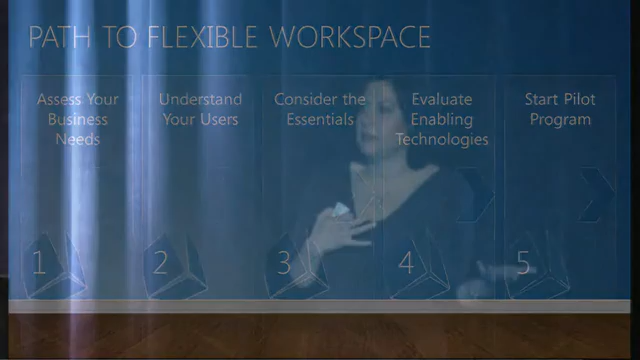 PATH TO FLEXIBLE WORKSPACE
Assess Your
Business
Needs
Understand
Your Users
Consider the
Essentials
Evaluate
Enabling
Technologies
Start Pilot
Program
1
2
3
4
5